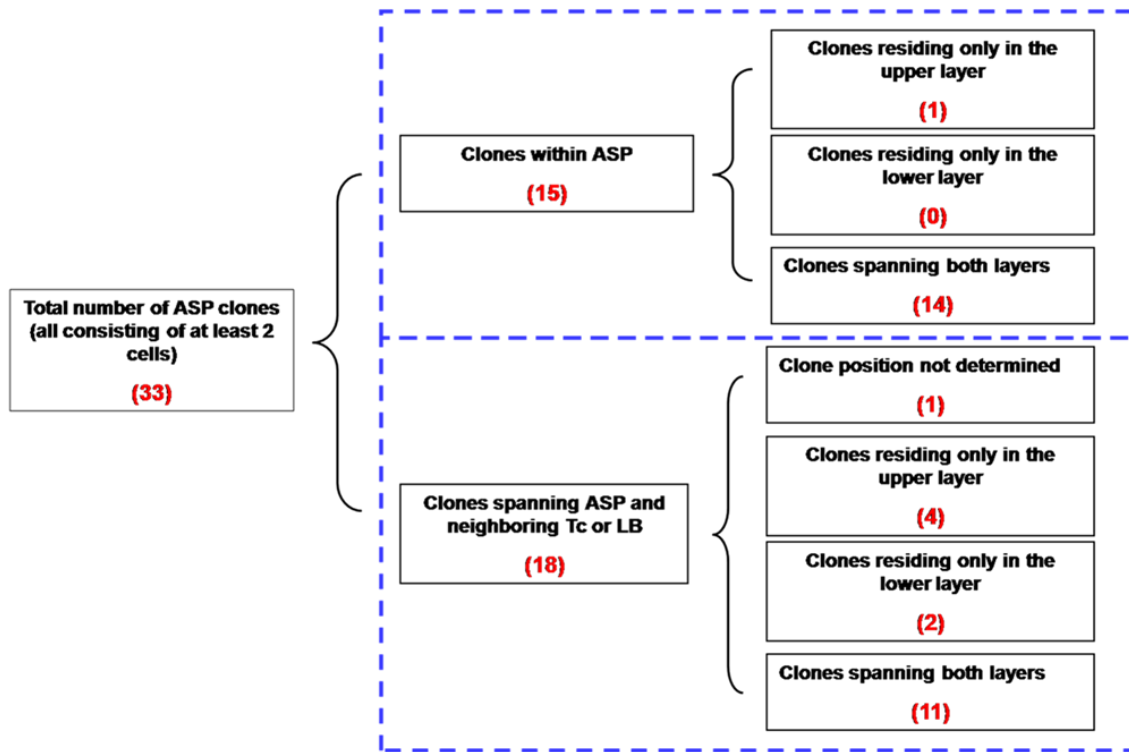 Total number of ASP clones
(all consisting of at least 2
cells)
(33)
Clones within ASP
(15)
Clones residing only in the
upper layer
(1)
Clones residing only in the
lower layer
(0)
Clones spanning both layers
(14)
Clones spanning ASP and
neighboring Tc or LB
(18)
Clone position not determined
(1)
Clones residing only in the
upper layer
(4)
Clones residing only in the
lower layer
(2)
Clones spanning both layers
(11)